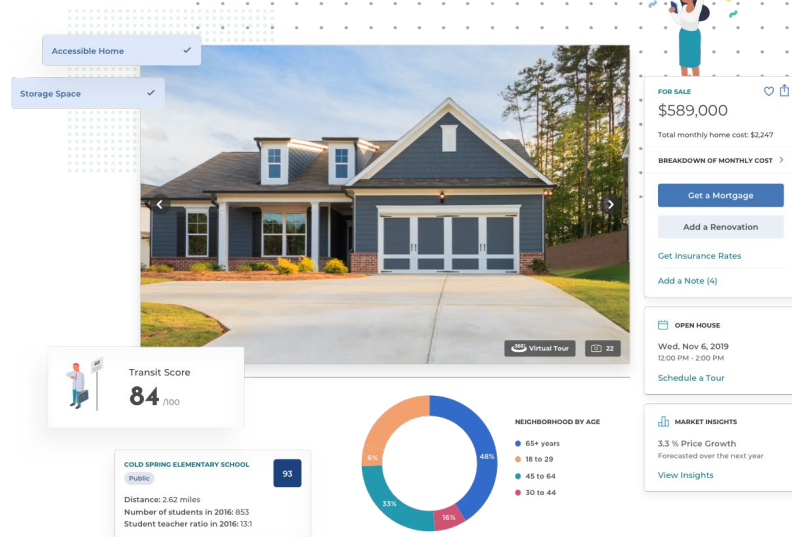 Accessible Home
Storage Space
Virtual Tour
22
FOR SALE
$589,000
Total monthly home cost: $2,247
BREAKDOWN OF MONTHLY COST
Get a Mortgage
Add a Renovation
Get Insurance Rates
Add a Note (4)
OPEN HOUSE
Wed. Nov 6, 2019
12:00 PM - 2:00 PM
Schedule a Tour
MARKET INSIGHTS
3.3 % Price Growth
Forecasted over the next year
View Insights
Transit Score
84 /100
COLD SPRING ELEMENTARY SCHOOL
Public
93
Distance: 2.62 miles
Number of students in 2016: 853
Student teacher ratio in 2016: 13:1
6%
48%
33%
16%
NEIGHBORHOOD BY AGE
65+ years
18 to 29
45 to 64
30 to 44